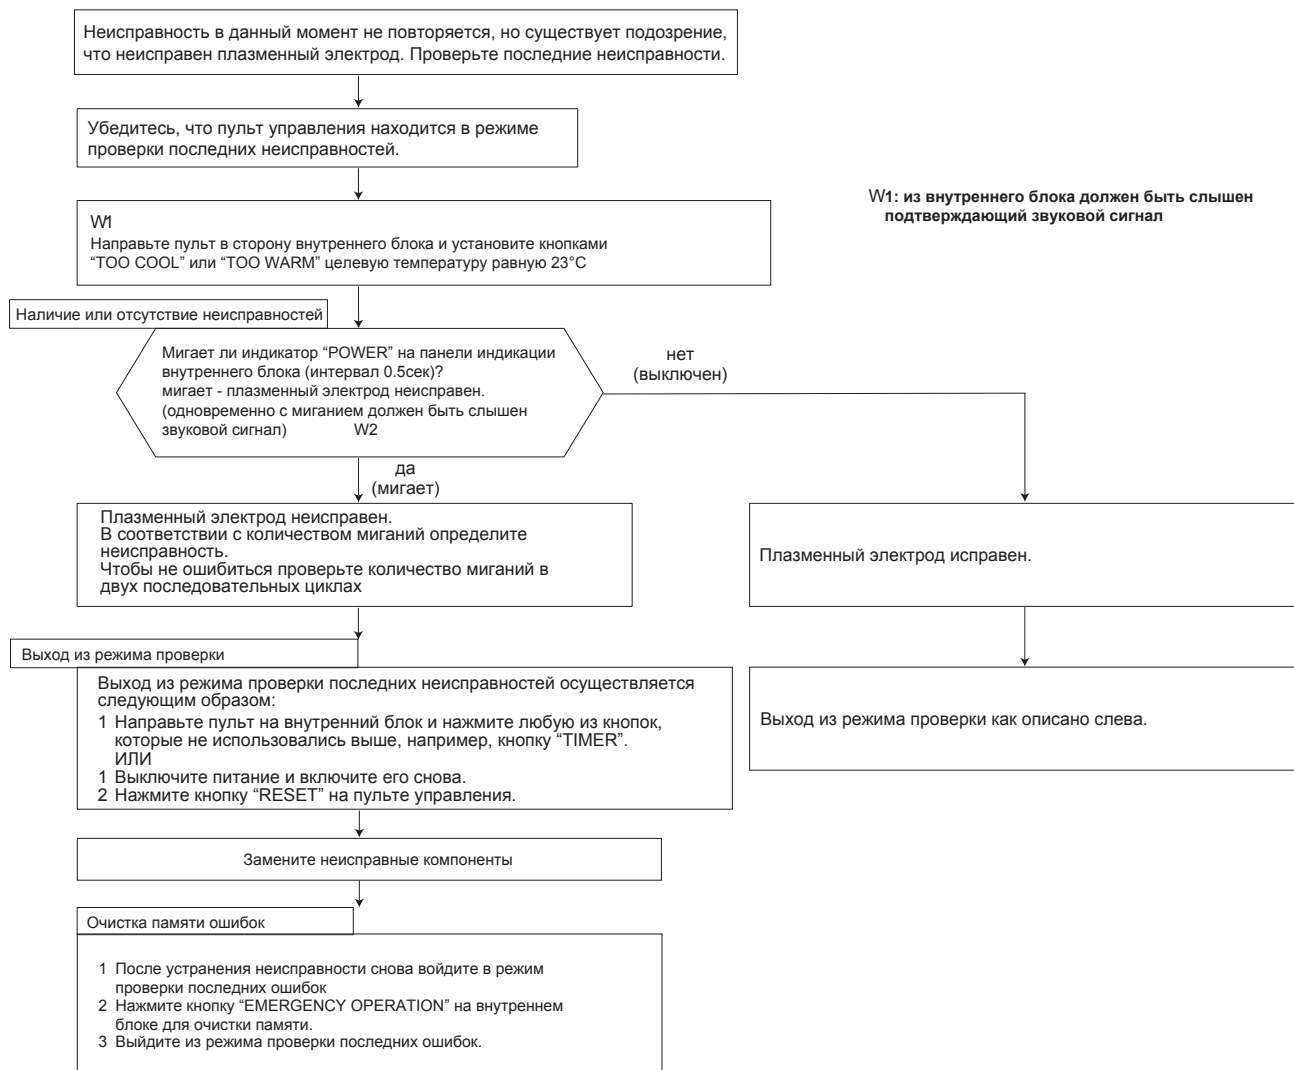 Неисправность в данный момент не повторяется, но существует подозрение,
что неисправен плазменный электрод. Проверьте последние неисправности.
Убедитесь, что пульт управления находится в режиме
проверки последних неисправностей.
W1: из внутреннего блока должен быть слышен
подтверждающий звуковой сигнал
W1
Направьте пульт в сторону внутреннего блока и установите кнопками
“TOO COOL” или “TOO WARM” целевую температуру равную 23°C
Наличие или отсутствие неисправностей
Мигает ли индикатор “POWER” на панели индикации
внутреннего блока (интервал 0.5сек)?
мигает - плазменный электрод неисправен.
(одновременно с миганием должен быть слышен
звуковой сигнал) W2
нет
(выключен)
да
(мигает)
Плазменный электрод неисправен.
В соответствии с количеством миганий определите
неисправность.
Чтобы не ошибиться проверьте количество миганий в
двух последовательных циклах
Плазменный электрод исправен.
Выход из режима проверки
Выход из режима проверки последних неисправностей осуществляется
следующим образом:
1 Направьте пульт на внутренний блок и нажмите любую из кнопок,
которые не использовались выше, например, кнопку “TIMER”.
ИЛИ
1 Выключите питание и включите его снова.
2 Нажмите кнопку “RESET” на пульте управления.
Выход из режима проверки как описано слева.
Замените неисправные компоненты
Очистка памяти ошибок
1 После устранения неисправности снова войдите в режим
проверки последних ошибок
2 Нажмите кнопку “EMERGENCY OPERATION” на внутреннем
блоке для очистки памяти.
3 Выйдите из режима проверки последних ошибок.